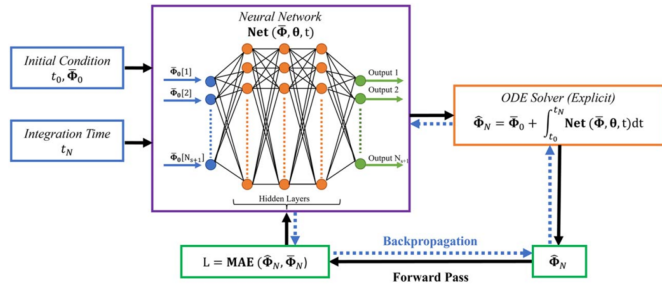 Neural Network
Net (Φ̅, θ, t)
Initial Condition
t₀, Φ̅₀
Integration Time
t_N
Φ̅₀[1]
Φ̅₀[2]
Φ̅₀[Nₛ₊₁]
Output 1
Output 2
Output Nₛ₊₁
Hidden Layers
ODE Solver (Explicit)
Φ̂_N = Φ̅₀ + ∫_{t₀}^{t_N} Net (Φ̅, θ, t)dt
Backpropagation
L = MAE (Φ̂_N, Φ̅_N)
Φ̂_N
Forward Pass